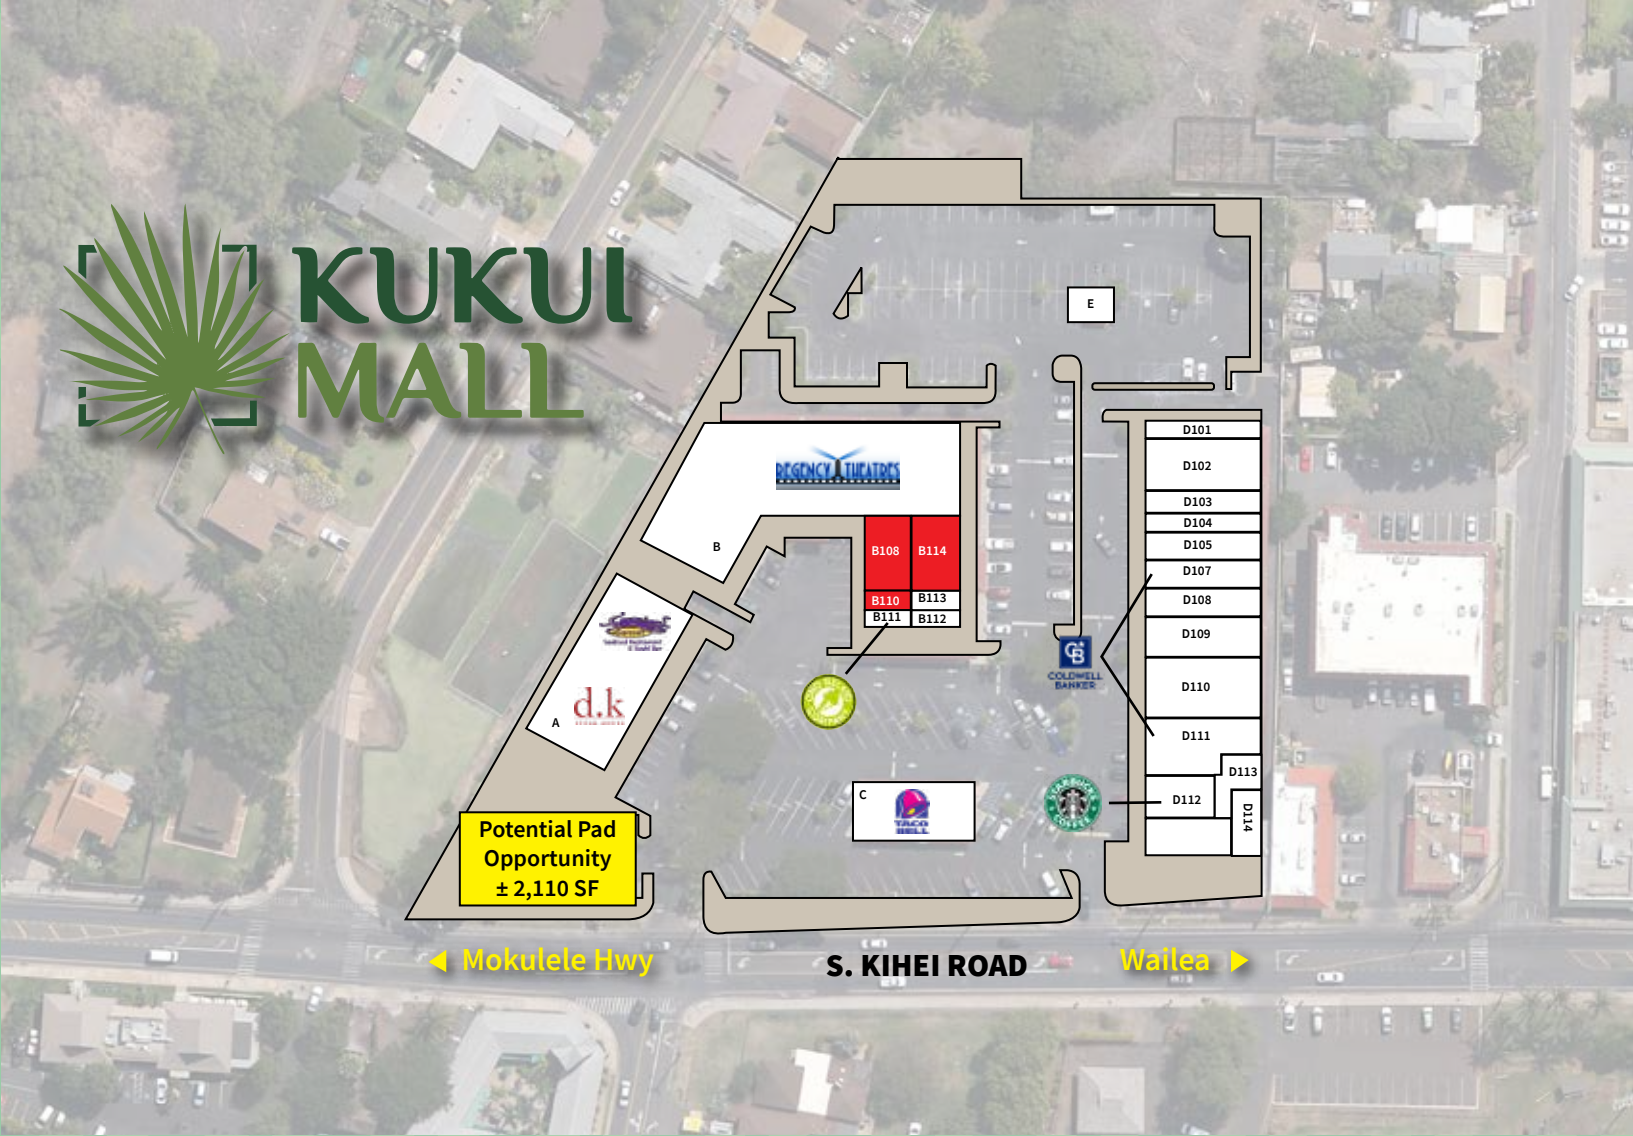 KUKUI
MALL
E
REGENCY THEATRES
B
B108
B114
B110
B113
B111
B112
A
d.k
COLDWELL
BANKER
D101
D102
D103
D104
D105
D107
D108
D109
D110
D111
D113
D112
D114
C
TACO
BELL
STARBUCKS
COFFEE
Potential Pad
Opportunity
± 2,110 SF
Mokulele Hwy
S. KIHEI ROAD
Wailea